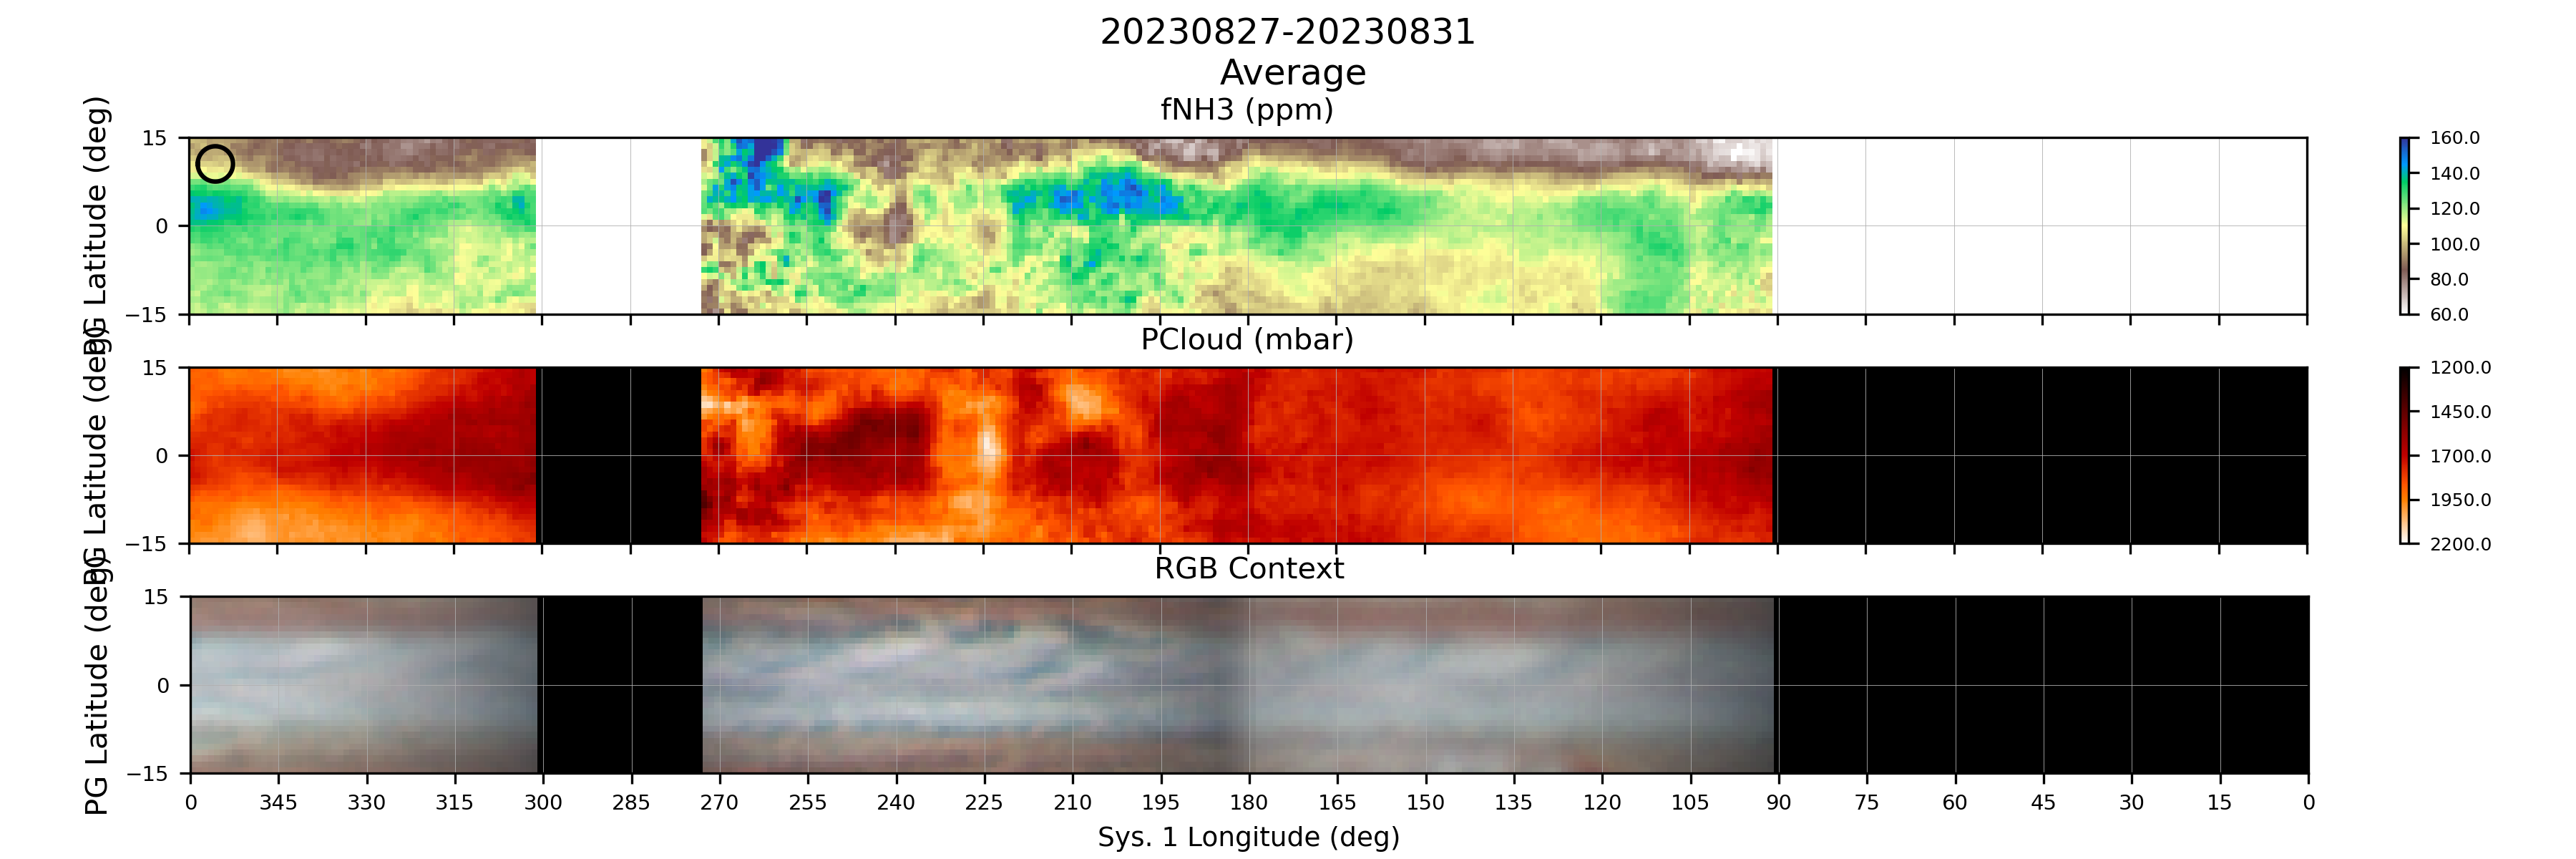 20230827-20230831
Average
fNH3 (ppm)
PG Latitude (deg)
15
0
−15
160.0
140.0
120.0
100.0
80.0
60.0
PCloud (mbar)
PG Latitude (deg)
15
0
−15
1200.0
1450.0
1700.0
1950.0
2200.0
RGB Context
PG Latitude (deg)
15
0
−15
0 345 330 315 300 285 270 255 240 225 210 195 180 165 150 135 120 105 90 75 60 45 30 15 0
Sys. 1 Longitude (deg)